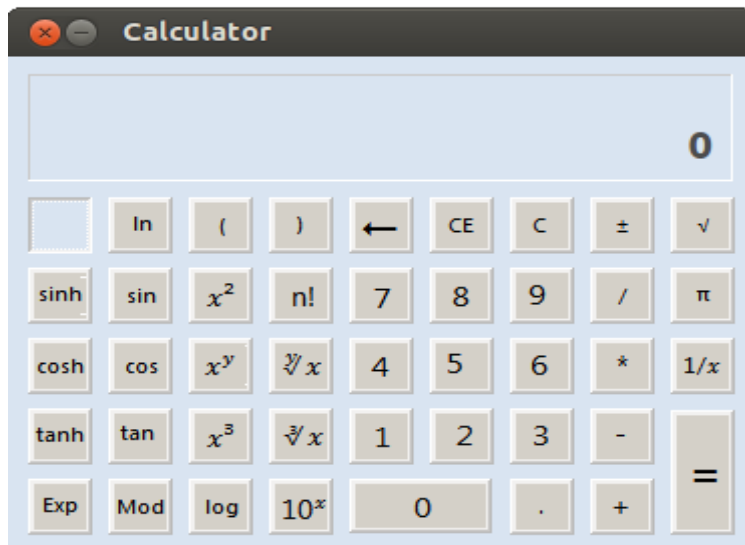 Calculator
0
ln ( ) ← CE C ± √
sinh sin x² n! 7 8 9 / π
cosh cos xʸ ʸ√x 4 5 6 * 1/x
tanh tan x³ ³√x 1 2 3 -
Exp Mod log 10ˣ 0 . + =